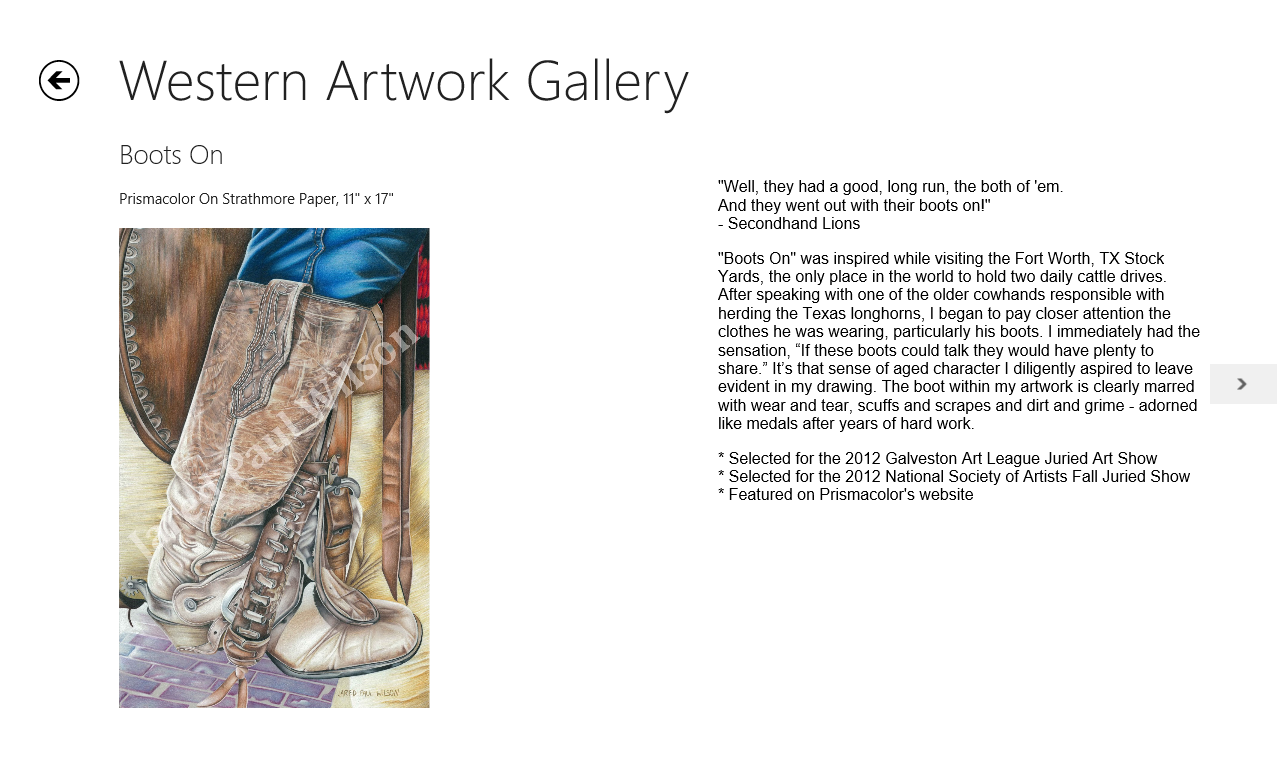 Western Artwork Gallery
Boots On
Prismacolor On Strathmore Paper, 11" x 17"
"Well, they had a good, long run, the both of 'em.
And they went out with their boots on!"
- Secondhand Lions
"Boots On" was inspired while visiting the Fort Worth, TX Stock
Yards, the only place in the world to hold two daily cattle drives.
After speaking with one of the older cowhands responsible with
herding the Texas longhorns, I began to pay closer attention the
clothes he was wearing, particularly his boots. I immediately had the
sensation, “If these boots could talk they would have plenty to
share.” It’s that sense of aged character I diligently aspired to leave
evident in my drawing. The boot within my artwork is clearly marred
with wear and tear, scuffs and scrapes and dirt and grime - adorned
like medals after years of hard work.
* Selected for the 2012 Galveston Art League Juried Art Show
* Selected for the 2012 National Society of Artists Fall Juried Show
* Featured on Prismacolor's website
Paul Wilson
JARED PAUL WILSON